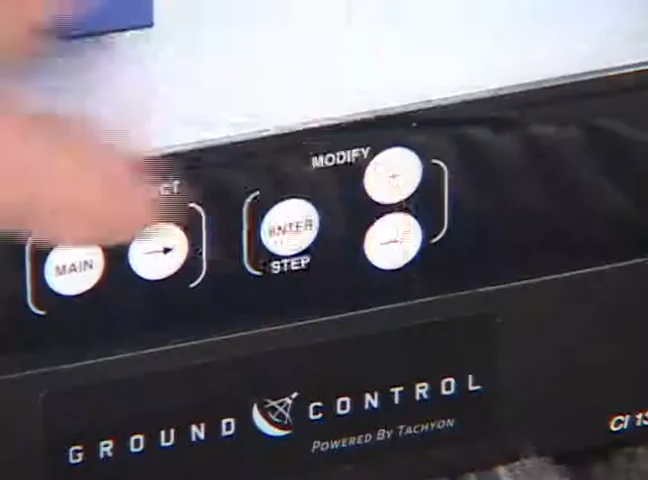 MODIFY
MAIN
ENTER
STEP
GROUND CONTROL
POWERED BY TACHYON